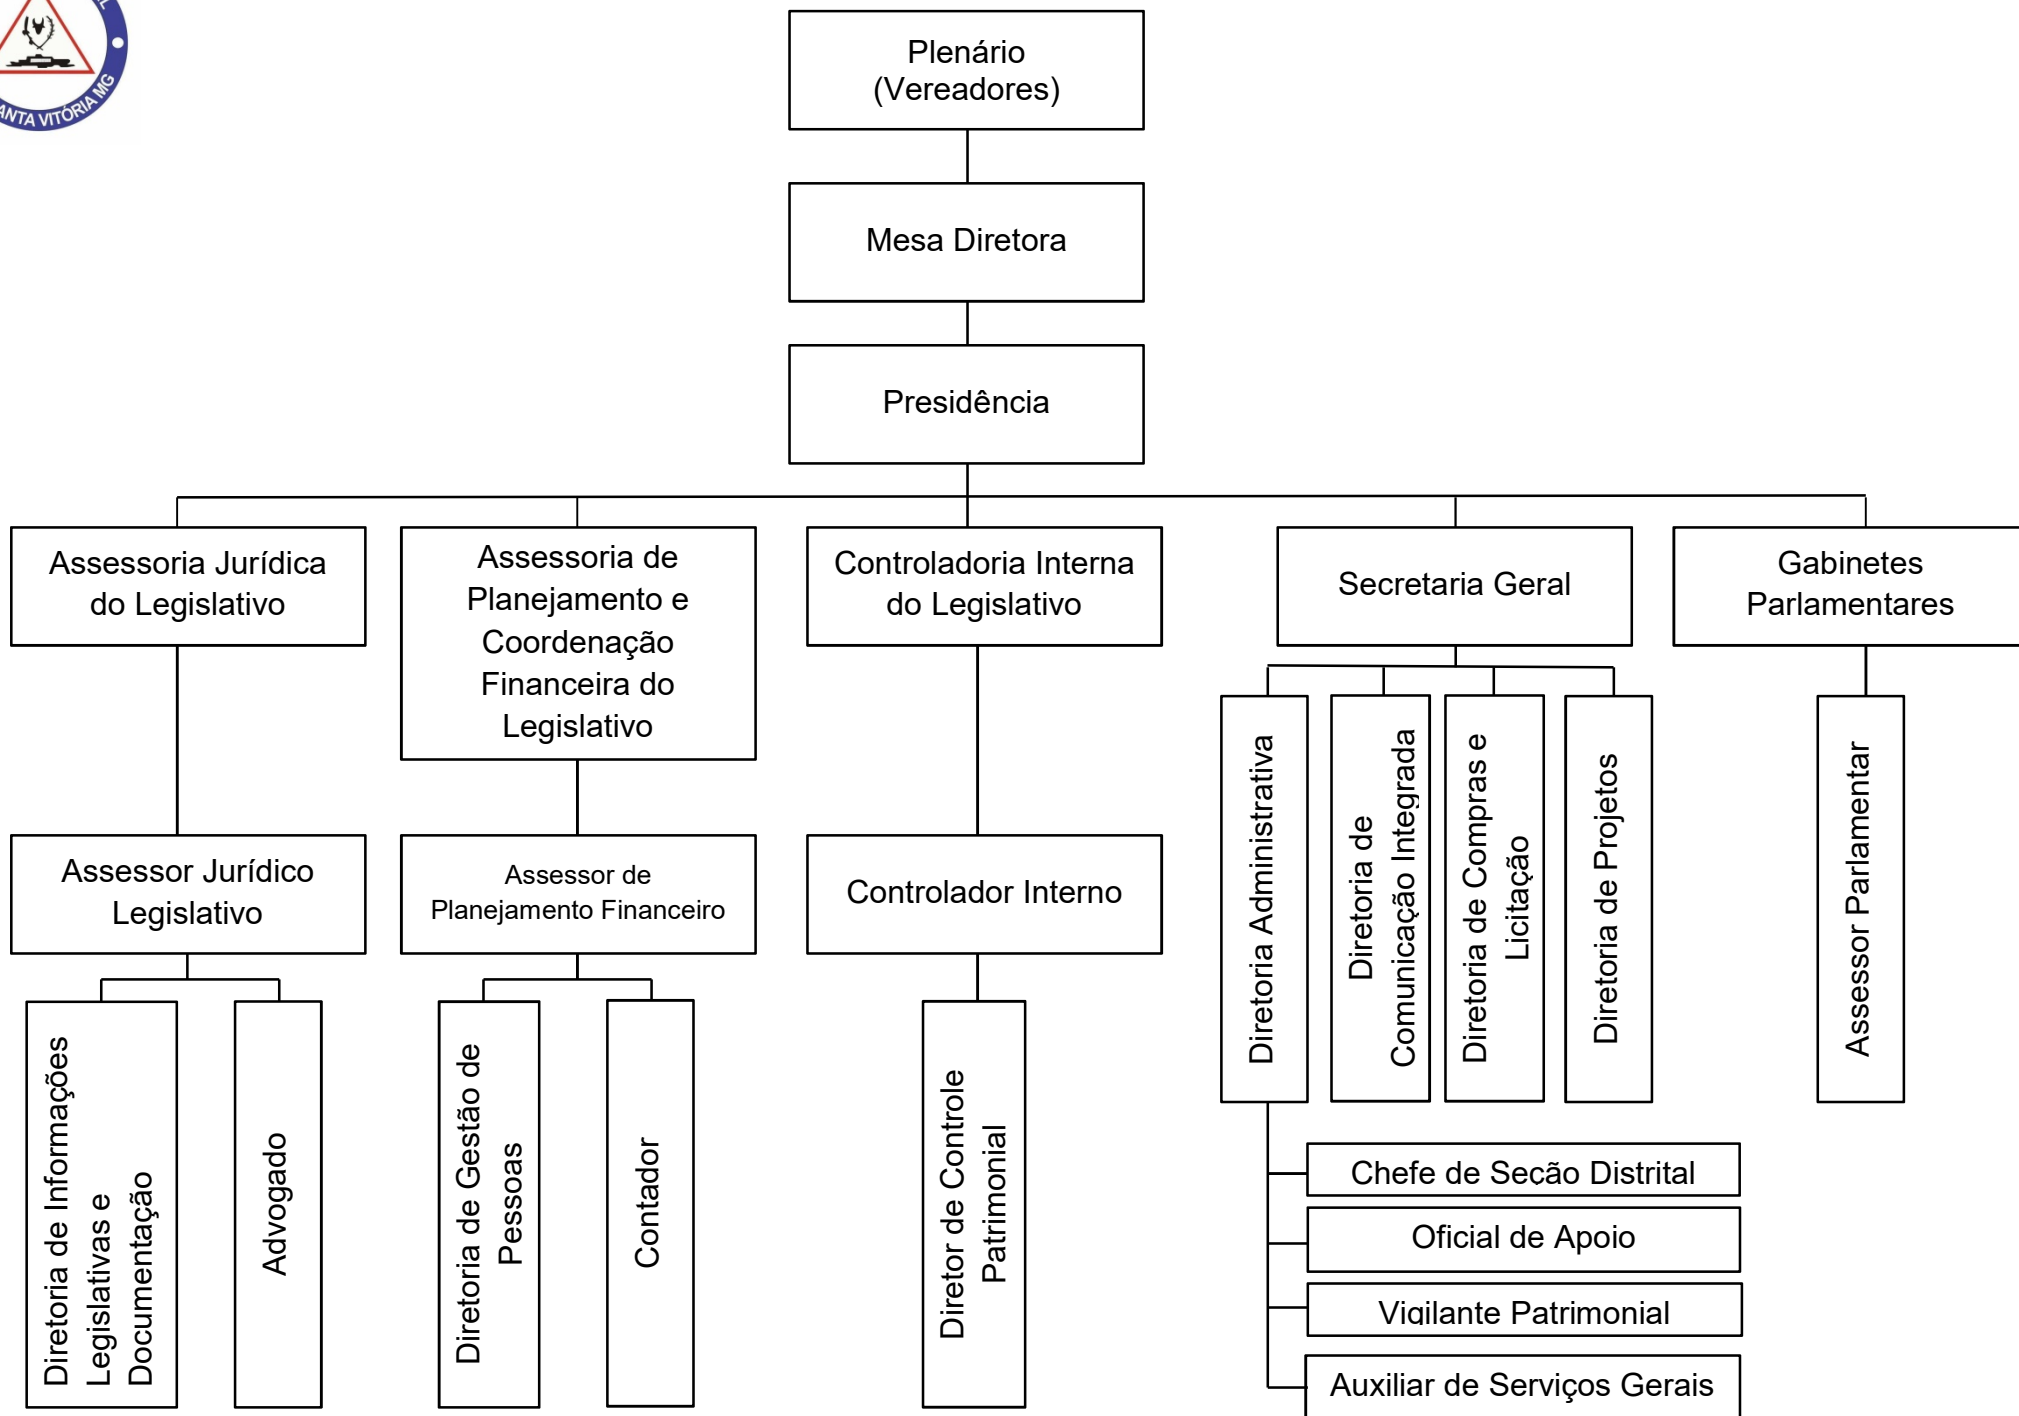 ANTA VITÓRIA MG
Plenário
(Vereadores)
Mesa Diretora
Presidência
Assessoria Jurídica
do Legislativo
Assessoria de
Planejamento e
Coordenação
Financeira do
Legislativo
Controladoria Interna
do Legislativo
Secretaria Geral
Gabinetes
Parlamentares
Assessor Jurídico
Legislativo
Assessor de
Planejamento Financeiro
Controlador Interno
Diretoria Administrativa
Diretoria de
Comunicação Integrada
Diretoria de Compras e
Licitação
Diretoria de Projetos
Assessor Parlamentar
Diretoria de Informações
Legislativas e
Documentação
Advogado
Diretoria de Gestão de
Pessoas
Contador
Diretor de Controle
Patrimonial
Chefe de Seção Distrital
Oficial de Apoio
Vigilante Patrimonial
Auxiliar de Serviços Gerais